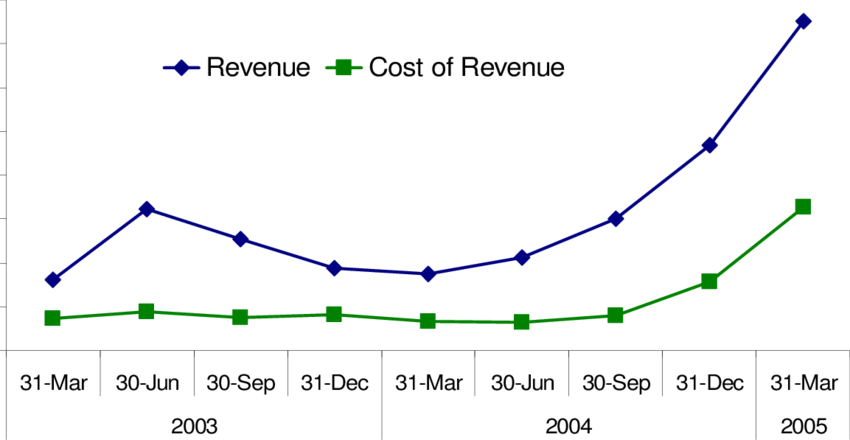 Revenue Cost of Revenue
31-Mar 30-Jun 30-Sep 31-Dec 31-Mar 30-Jun 30-Sep 31-Dec 31-Mar
2003 2004 2005